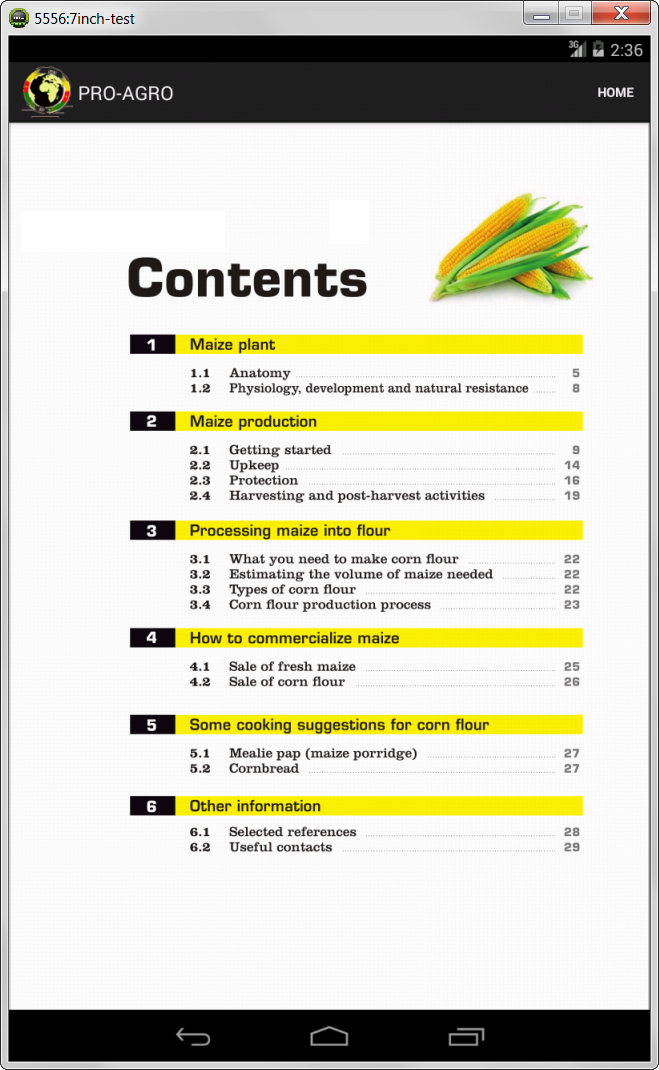 5556:7inch-test
3G 2:36
PRO-AGRO HOME
Contents
1 Maize plant
1.1 Anatomy 5
1.2 Physiology, development and natural resistance 8
2 Maize production
2.1 Getting started 9
2.2 Upkeep 14
2.3 Protection 16
2.4 Harvesting and post-harvest activities 19
3 Processing maize into flour
3.1 What you need to make corn flour 22
3.2 Estimating the volume of maize needed 22
3.3 Types of corn flour 22
3.4 Corn flour production process 23
4 How to commercialize maize
4.1 Sale of fresh maize 25
4.2 Sale of corn flour 26
5 Some cooking suggestions for corn flour
5.1 Mealie pap (maize porridge) 27
5.2 Cornbread 27
6 Other information
6.1 Selected references 28
6.2 Useful contacts 29